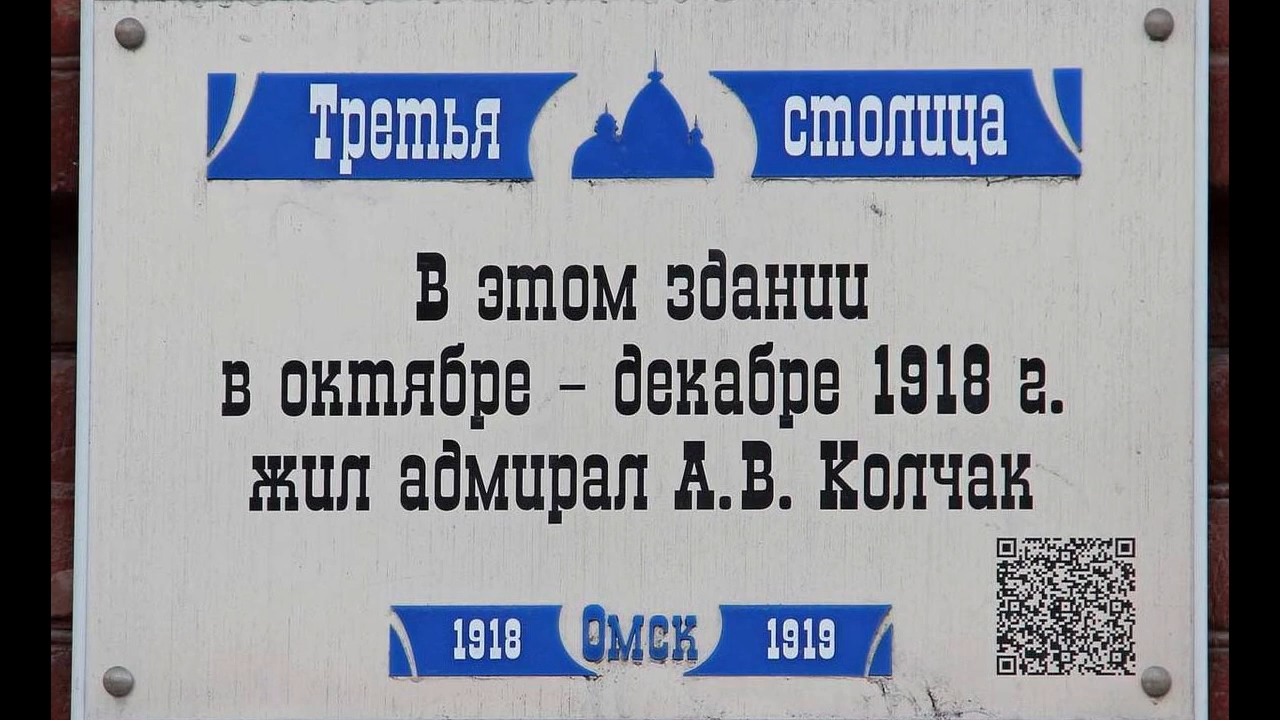 Третья столица
В этом здании
в октябре – декабре 1918 г.
жил адмирал А.В. Колчак
1918 Омск 1919